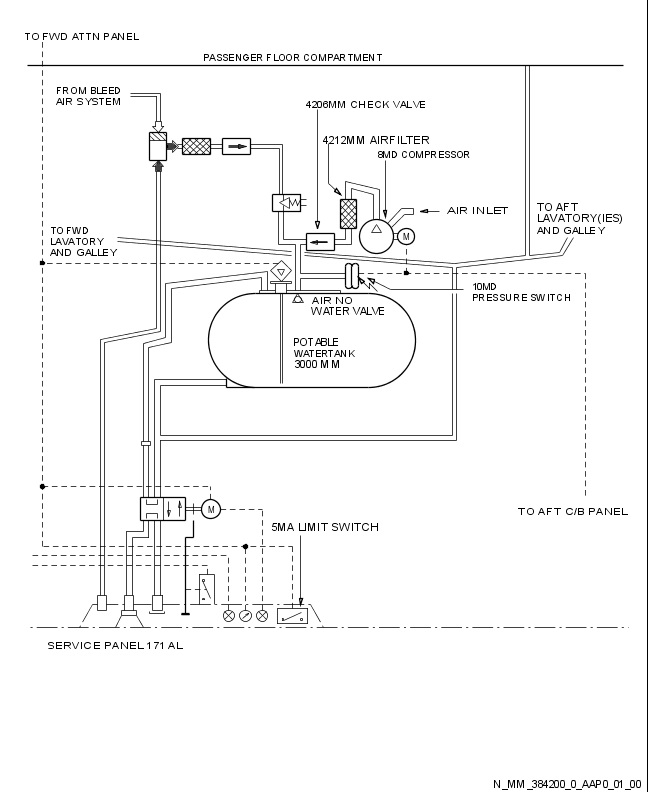 TO FWD ATTN PANEL
PASSENGER FLOOR COMPARTMENT
FROM BLEED
AIR SYSTEM
4206MM CHECK VALVE
4212MM AIRFILTER
8MD COMPRESSOR
AIR INLET
TO AFT
LAVATORY(IES)
AND GALLEY
TO FWD
LAVATORY
AND GALLEY
M
10MD
PRESSURE SWITCH
AIR NO
WATER VALVE
POTABLE
WATERTANK
3000 MM
M
TO AFT C/B PANEL
5MA LIMIT SWITCH
SERVICE PANEL 171 AL
N_MM_384200_0_AAP0_01_00